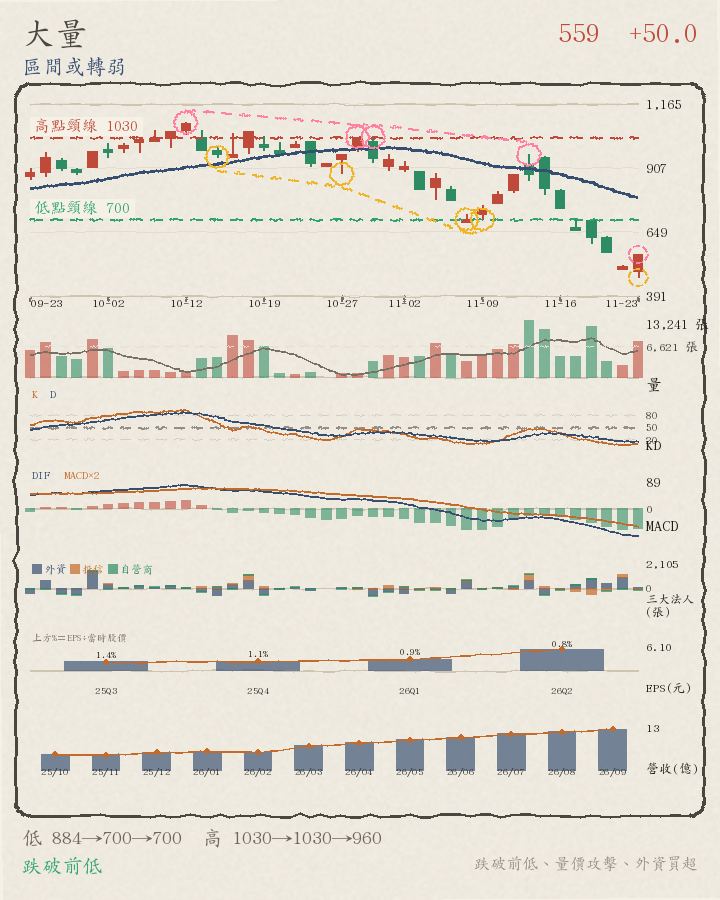 大量
559 +50.0
區間或轉弱
1,165
高點頸線 1030
907
低點頸線 700
649
391
09-23 10-02 10-12 10-19 10-27 11-02 11-09 11-16 11-23
13,241 張
6,621 張
量
K D
80
50
20
KD
DIF MACD×2
89
0
MACD
外資 投信 自營商
2,105
0
三大法人
(張)
上方%=EPS÷當時股價
1.4% 1.1% 0.9% 0.8%
6.10
25Q3 25Q4 26Q1 26Q2
EPS(元)
13
25/10 25/11 25/12 26/01 26/02 26/03 26/04 26/05 26/06 26/07 26/08 26/09
營收(億)
低 884→700→700 高 1030→1030→960
跌破前低
跌破前低、量價攻擊、外資買超